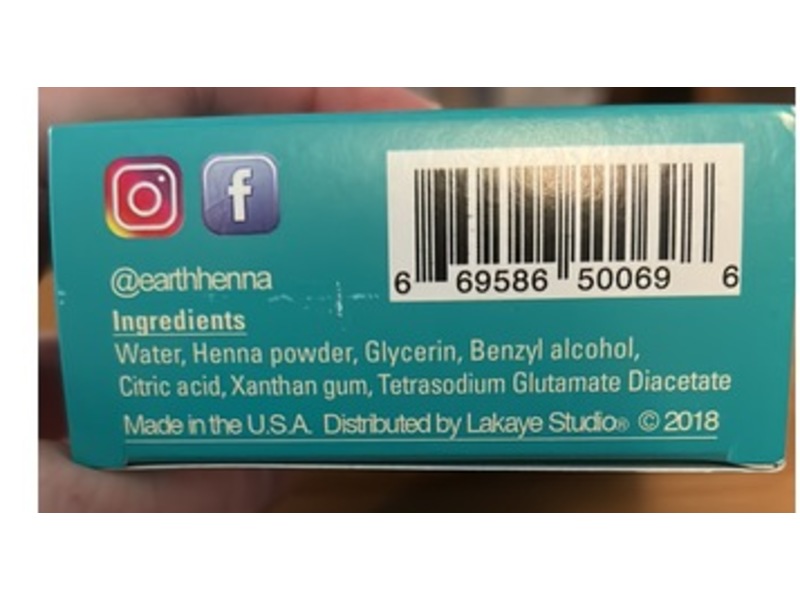 6 69586 50069 6
@earthhenna
Ingredients
Water, Henna powder, Glycerin, Benzyl alcohol,
Citric acid, Xanthan gum, Tetrasodium Glutamate Diacetate
Made in the U.S.A. Distributed by Lakaye Studio® © 2018